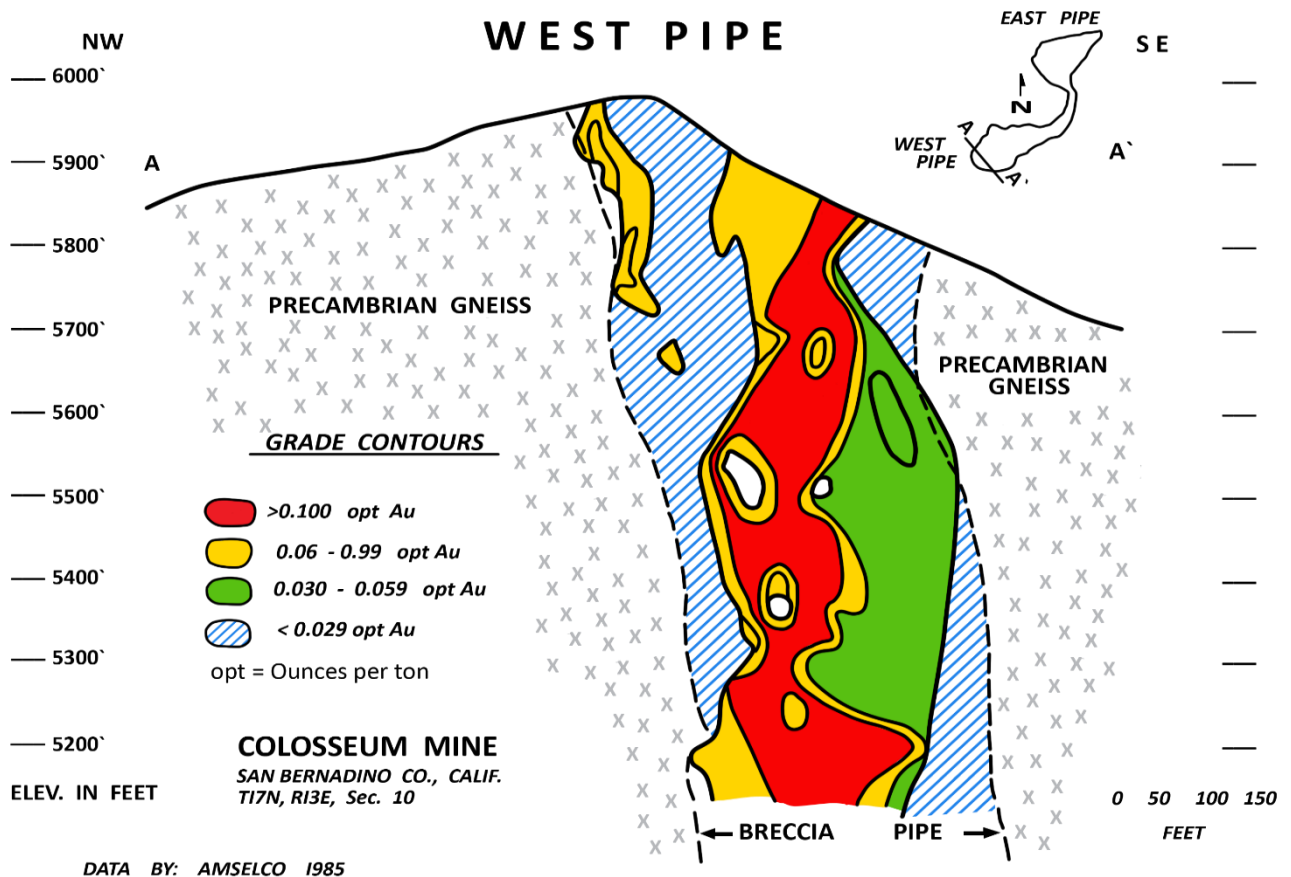 WEST PIPE
NW
EAST PIPE
S E
6000`
N
5900`
A
A
WEST
PIPE
A'
A`
5800`
PRECAMBRIAN GNEISS
5700`
PRECAMBRIAN
GNEISS
5600`
GRADE CONTOURS
5500`
>0.100 opt Au
0.06 - 0.99 opt Au
5400`
0.030 - 0.059 opt Au
< 0.029 opt Au
5300`
opt = Ounces per ton
5200`
COLOSSEUM MINE
SAN BERNADINO CO., CALIF.
TI7N, RI3E, Sec. 10
ELEV. IN FEET
0 50 100 150
FEET
BRECCIA PIPE
DATA BY: AMSELCO I985